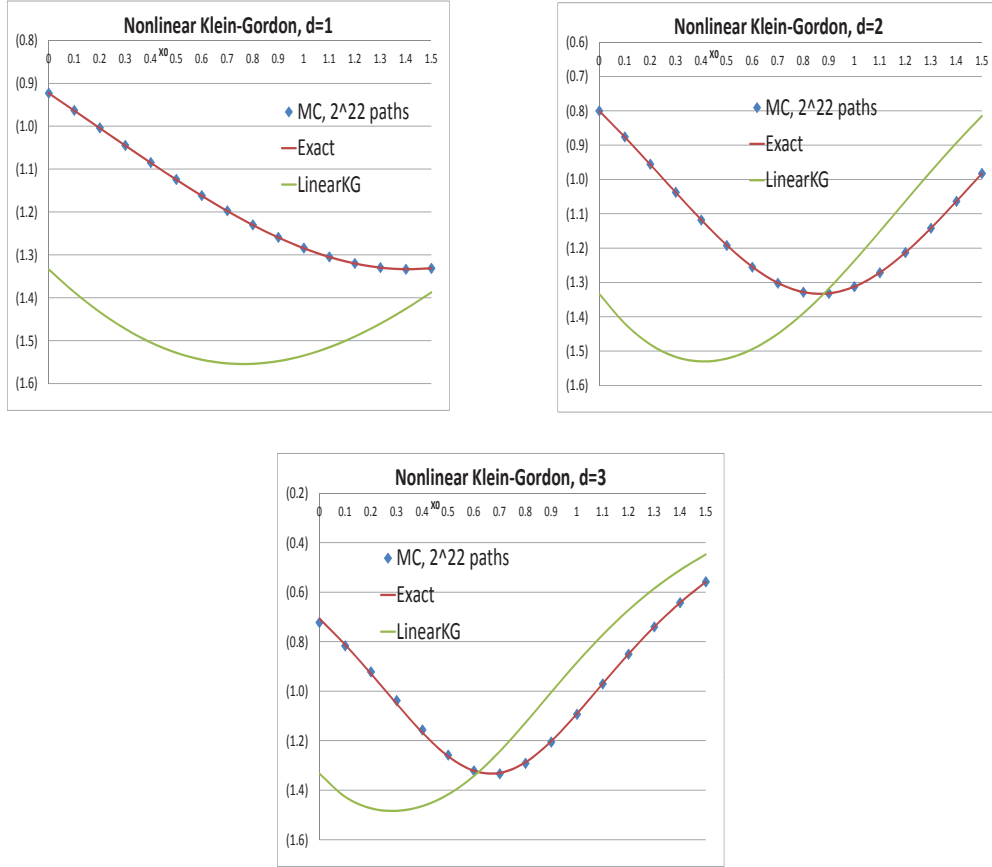 Nonlinear Klein-Gordon, d=1
(0.8)
X0
0 0.1 0.2 0.3 0.4 0.5 0.6 0.7 0.8 0.9 1 1.1 1.2 1.3 1.4 1.5
(0.9)
(1.0)
(1.1)
(1.1)
(1.2)
(1.3)
(1.4)
(1.5)
(1.6)
MC, 2^22 paths
Exact
LinearKG
Nonlinear Klein-Gordon, d=2
(0.6)
X0
0 0.1 0.2 0.3 0.4 0.5 0.6 0.7 0.8 0.9 1 1.1 1.2 1.3 1.4 1.5
(0.7)
(0.8)
(0.9)
(1.0)
(1.1)
(1.2)
(1.3)
(1.4)
(1.5)
(1.6)
MC, 2^22 paths
Exact
LinearKG
Nonlinear Klein-Gordon, d=3
(0.2)
X0
0 0.1 0.2 0.3 0.4 0.5 0.6 0.7 0.8 0.9 1 1.1 1.2 1.3 1.4 1.5
(0.4)
(0.6)
(0.8)
(1.0)
(1.2)
(1.4)
(1.6)
MC, 2^22 paths
Exact
LinearKG